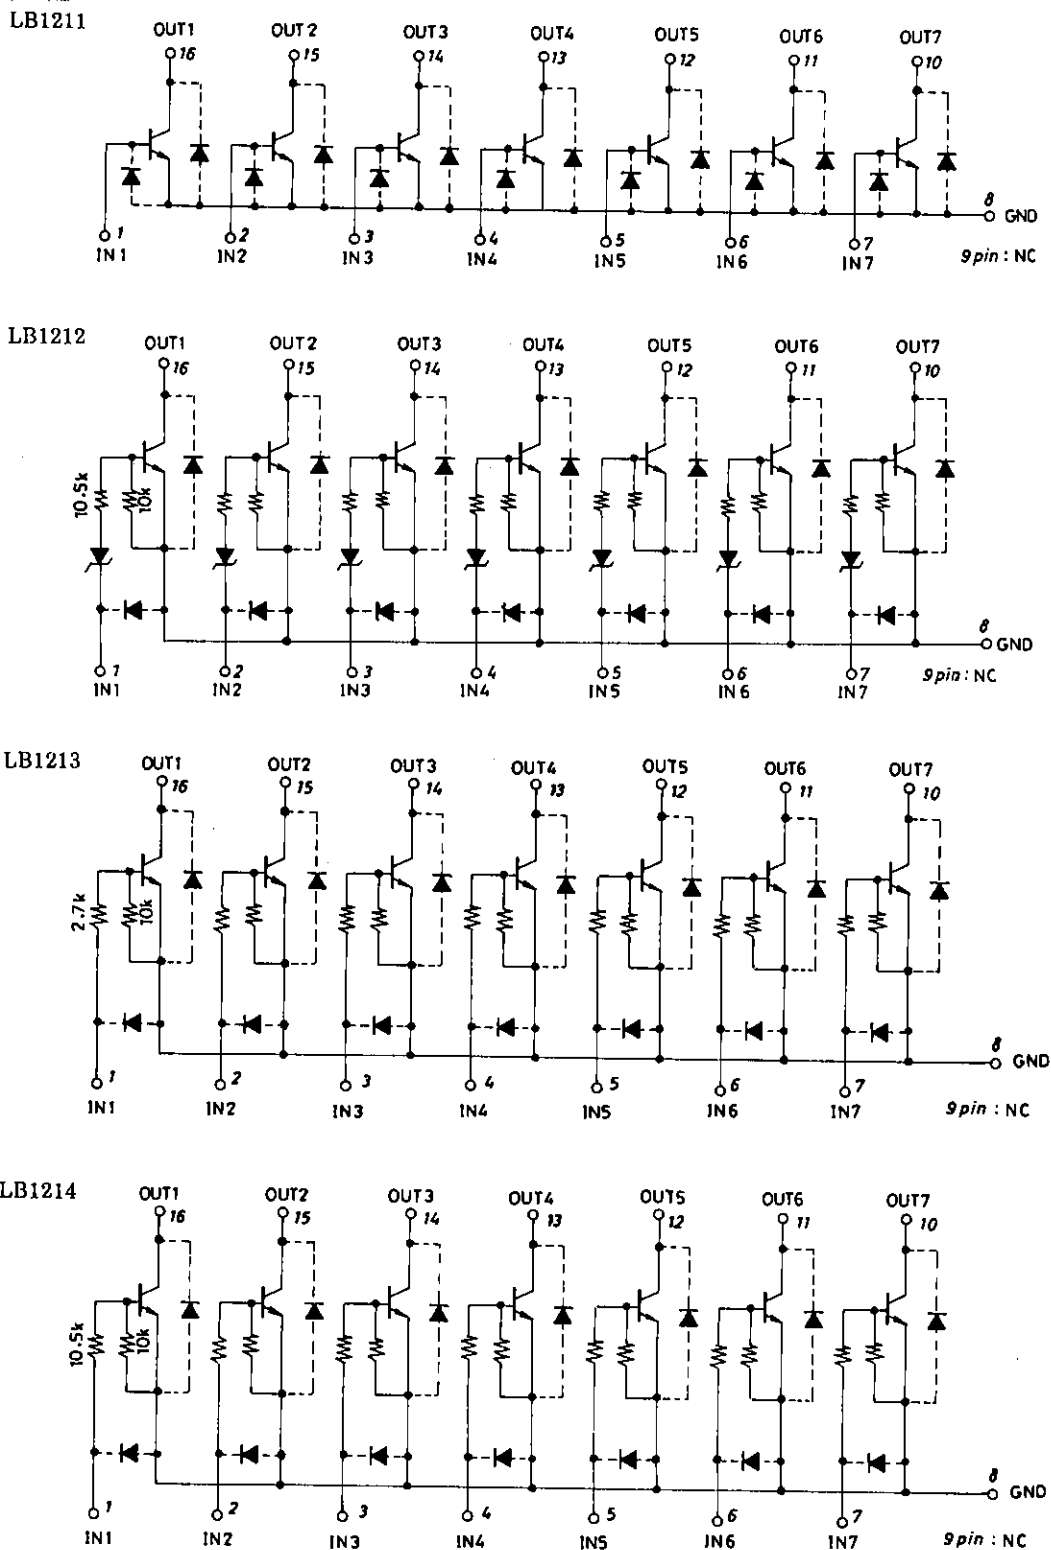 LB1211
OUT1 OUT2 OUT3 OUT4 OUT5 OUT6 OUT7
16 15 14 13 12 11 10
8
GND
1 2 3 4 5 6 7
IN1 IN2 IN3 IN4 IN5 IN6 IN7
9pin : NC
LB1212
OUT1 OUT2 OUT3 OUT4 OUT5 OUT6 OUT7
16 15 14 13 12 11 10
10.5k 10k
8
GND
1 2 3 4 5 6 7
IN1 IN2 IN3 IN4 IN5 IN6 IN7
9pin : NC
LB1213
OUT1 OUT2 OUT3 OUT4 OUT5 OUT6 OUT7
16 15 14 13 12 11 10
2.7k 10k
8
GND
1 2 3 4 5 6 7
IN1 IN2 IN3 IN4 IN5 IN6 IN7
9pin : NC
LB1214
OUT1 OUT2 OUT3 OUT4 OUT5 OUT6 OUT7
16 15 14 13 12 11 10
10.5k 10k
8
GND
1 2 3 4 5 6 7
IN1 IN2 IN3 IN4 IN5 IN6 IN7
9pin : NC